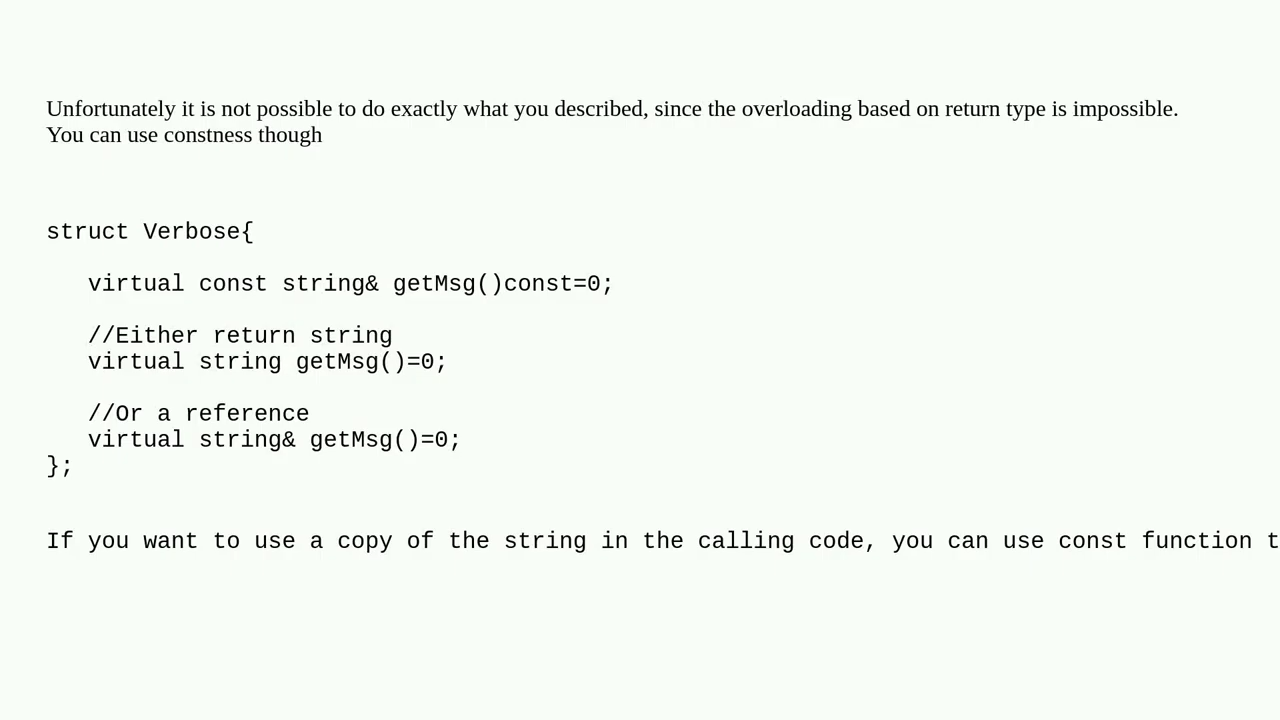 Unfortunately it is not possible to do exactly what you described, since the overloading based on return type is impossible.
You can use constness though
struct Verbose{
virtual const string& getMsg()const=0;
//Either return string
virtual string getMsg()=0;
//Or a reference
virtual string& getMsg()=0;
};
If you want to use a copy of the string in the calling code, you can use const function